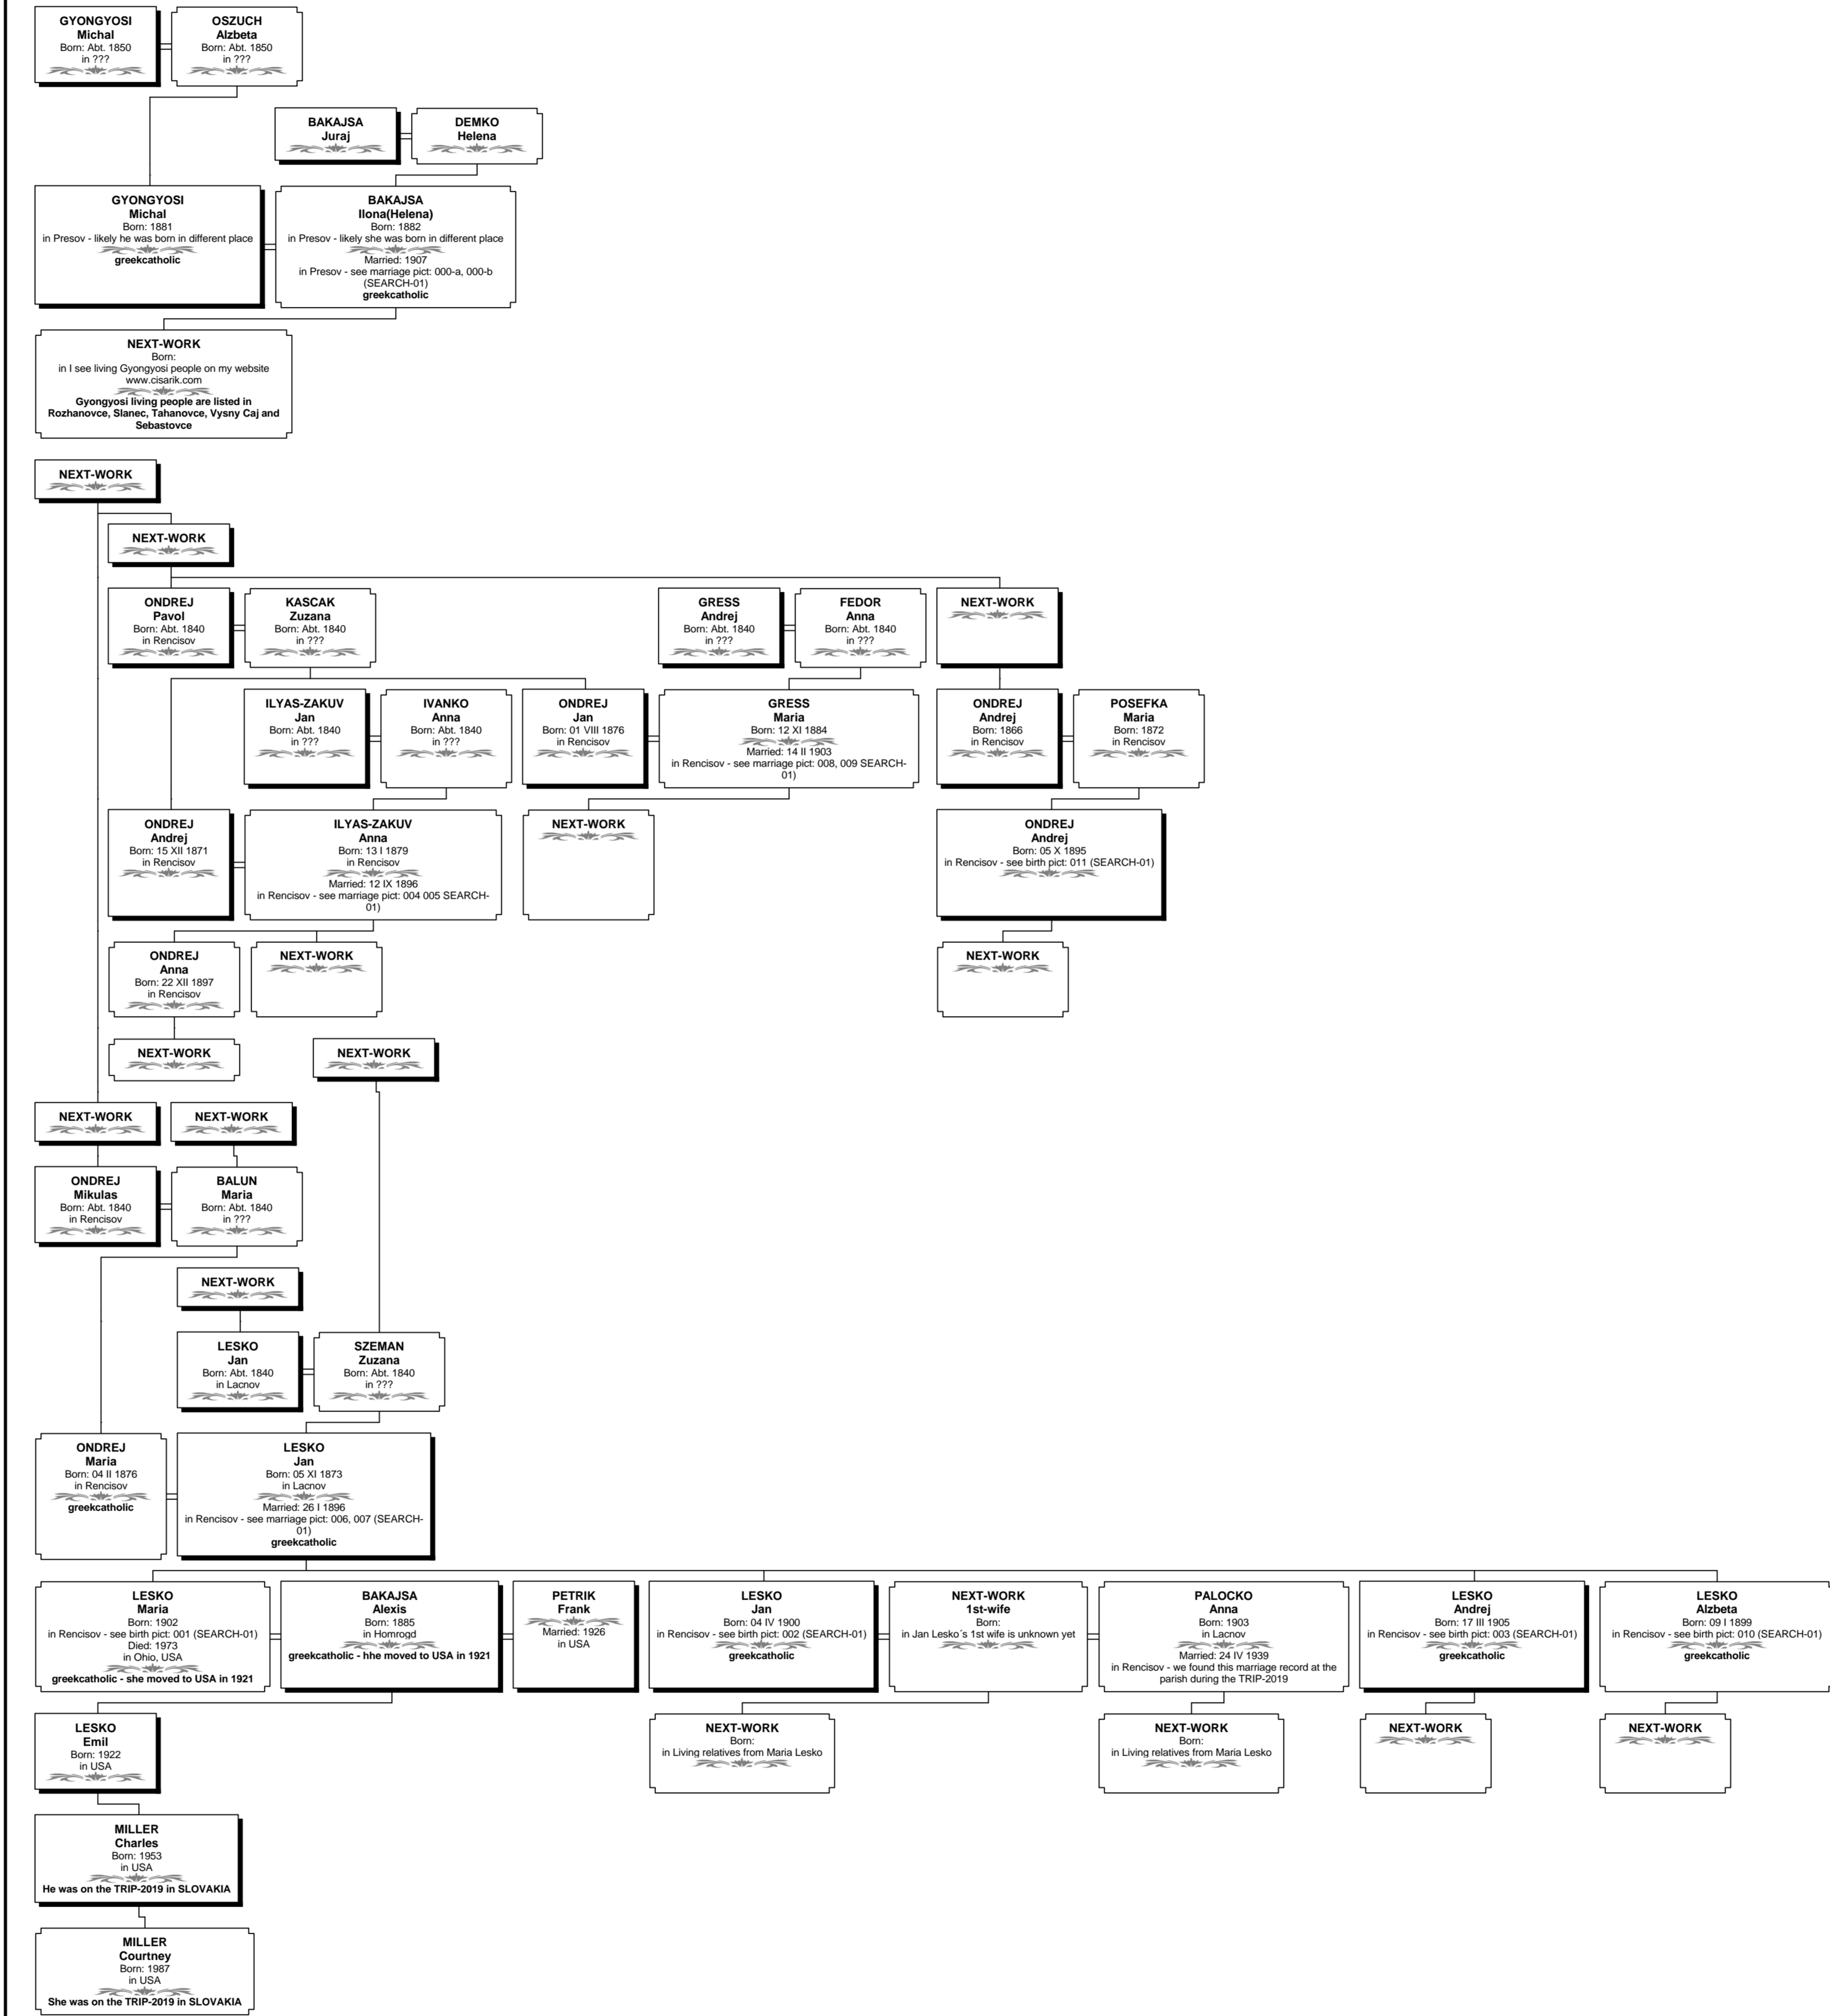 GYONGYOSI
Michal
Born: Abt. 1850
in ???
OSZUCH
Alzbeta
Born: Abt. 1850
in ???
BAKAJSA
Juraj
DEMKO
Helena
GYONGYOSI
Michal
Born: 1881
in Presov - likely he was born in different place
greekcatholic
BAKAJSA
Ilona(Helena)
Born: 1882
in Presov - likely she was born in different place
Married: 1907
in Presov - see marriage pict: 000-a, 000-b
(SEARCH-01)
greekcatholic
NEXT-WORK
Born:
in I see living Gyongyosi people on my website
www.cisarik.com
Gyongyosi living people are listed in
Rozhanovce, Slanec, Tahanovce, Vysny Caj and
Sebastovce
NEXT-WORK
NEXT-WORK
ONDREJ
Pavol
Born: Abt. 1840
in Rencisov
KASCAK
Zuzana
Born: Abt. 1840
in ???
GRESS
Andrej
Born: Abt. 1840
in ???
FEDOR
Anna
Born: Abt. 1840
in ???
NEXT-WORK
ILYAS-ZAKUV
Jan
Born: Abt. 1840
in ???
IVANKO
Anna
Born: Abt. 1840
in ???
ONDREJ
Jan
Born: 01 VIII 1876
in Rencisov
GRESS
Maria
Born: 12 XI 1884
Married: 14 II 1903
in Rencisov - see marriage pict: 008, 009 SEARCH-
01)
ONDREJ
Andrej
Born: 1866
in Rencisov
POSEFKA
Maria
Born: 1872
in Rencisov
ONDREJ
Andrej
Born: 15 XII 1871
in Rencisov
ILYAS-ZAKUV
Anna
Born: 13 I 1879
in Rencisov
Married: 12 IX 1896
in Rencisov - see marriage pict: 004 005 SEARCH-
01)
NEXT-WORK
ONDREJ
Andrej
Born: 05 X 1895
in Rencisov - see birth pict: 011 (SEARCH-01)
ONDREJ
Anna
Born: 22 XII 1897
in Rencisov
NEXT-WORK
NEXT-WORK
NEXT-WORK
NEXT-WORK
NEXT-WORK
NEXT-WORK
ONDREJ
Mikulas
Born: Abt. 1840
in Rencisov
BALUN
Maria
Born: Abt. 1840
in ???
NEXT-WORK
LESKO
Jan
Born: Abt. 1840
in Lacnov
SZEMAN
Zuzana
Born: Abt. 1840
in ???
ONDREJ
Maria
Born: 04 II 1876
in Rencisov
greekcatholic
LESKO
Jan
Born: 05 XI 1873
in Lacnov
Married: 26 I 1896
in Rencisov - see marriage pict: 006, 007 (SEARCH-
01)
greekcatholic
LESKO
Maria
Born: 1902
in Rencisov - see birth pict: 001 (SEARCH-01)
Died: 1973
in Ohio, USA
greekcatholic - she moved to USA in 1921
BAKAJSA
Alexis
Born: 1885
in Homrogd
greekcatholic - hhe moved to USA in 1921
PETRIK
Frank
Married: 1926
in USA
LESKO
Jan
Born: 04 IV 1900
in Rencisov - see birth pict: 002 (SEARCH-01)
greekcatholic
NEXT-WORK
1st-wife
Born:
in Jan Lesko´s 1st wife is unknown yet
PALOCKO
Anna
Born: 1903
in Lacnov
Married: 24 IV 1939
in Rencisov - we found this marriage record at the
parish during the TRIP-2019
LESKO
Andrej
Born: 17 III 1905
in Rencisov - see birth pict: 003 (SEARCH-01)
greekcatholic
LESKO
Alzbeta
Born: 09 I 1899
in Rencisov - see birth pict: 010 (SEARCH-01)
greekcatholic
LESKO
Emil
Born: 1922
in USA
NEXT-WORK
Born:
in Living relatives from Maria Lesko
NEXT-WORK
Born:
in Living relatives from Maria Lesko
NEXT-WORK
NEXT-WORK
MILLER
Charles
Born: 1953
in USA
He was on the TRIP-2019 in SLOVAKIA
MILLER
Courtney
Born: 1987
in USA
She was on the TRIP-2019 in SLOVAKIA